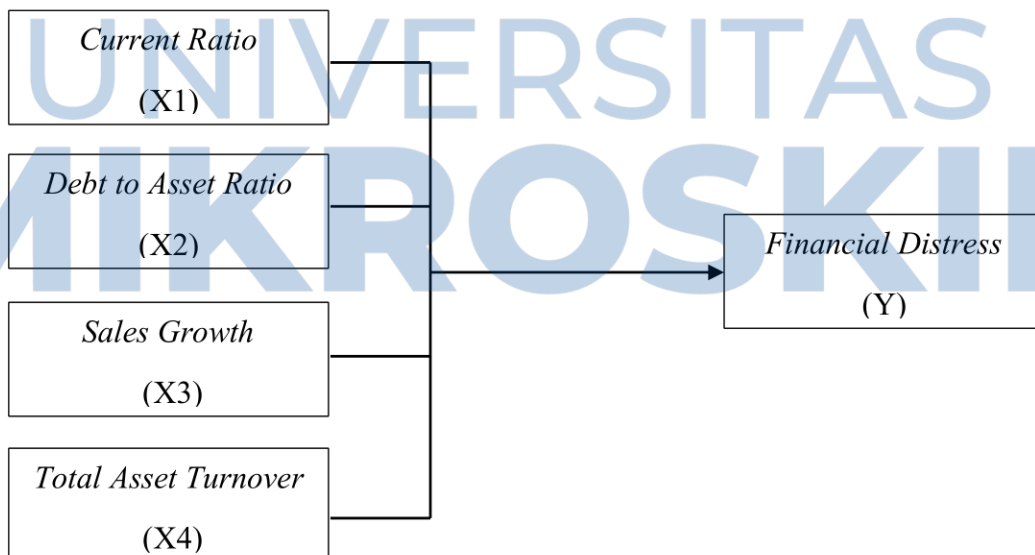 UNIVERSITAS
MIKROSKIL
Current Ratio
(X1)
Debt to Asset Ratio
(X2)
Sales Growth
(X3)
Total Asset Turnover
(X4)
Financial Distress
(Y)